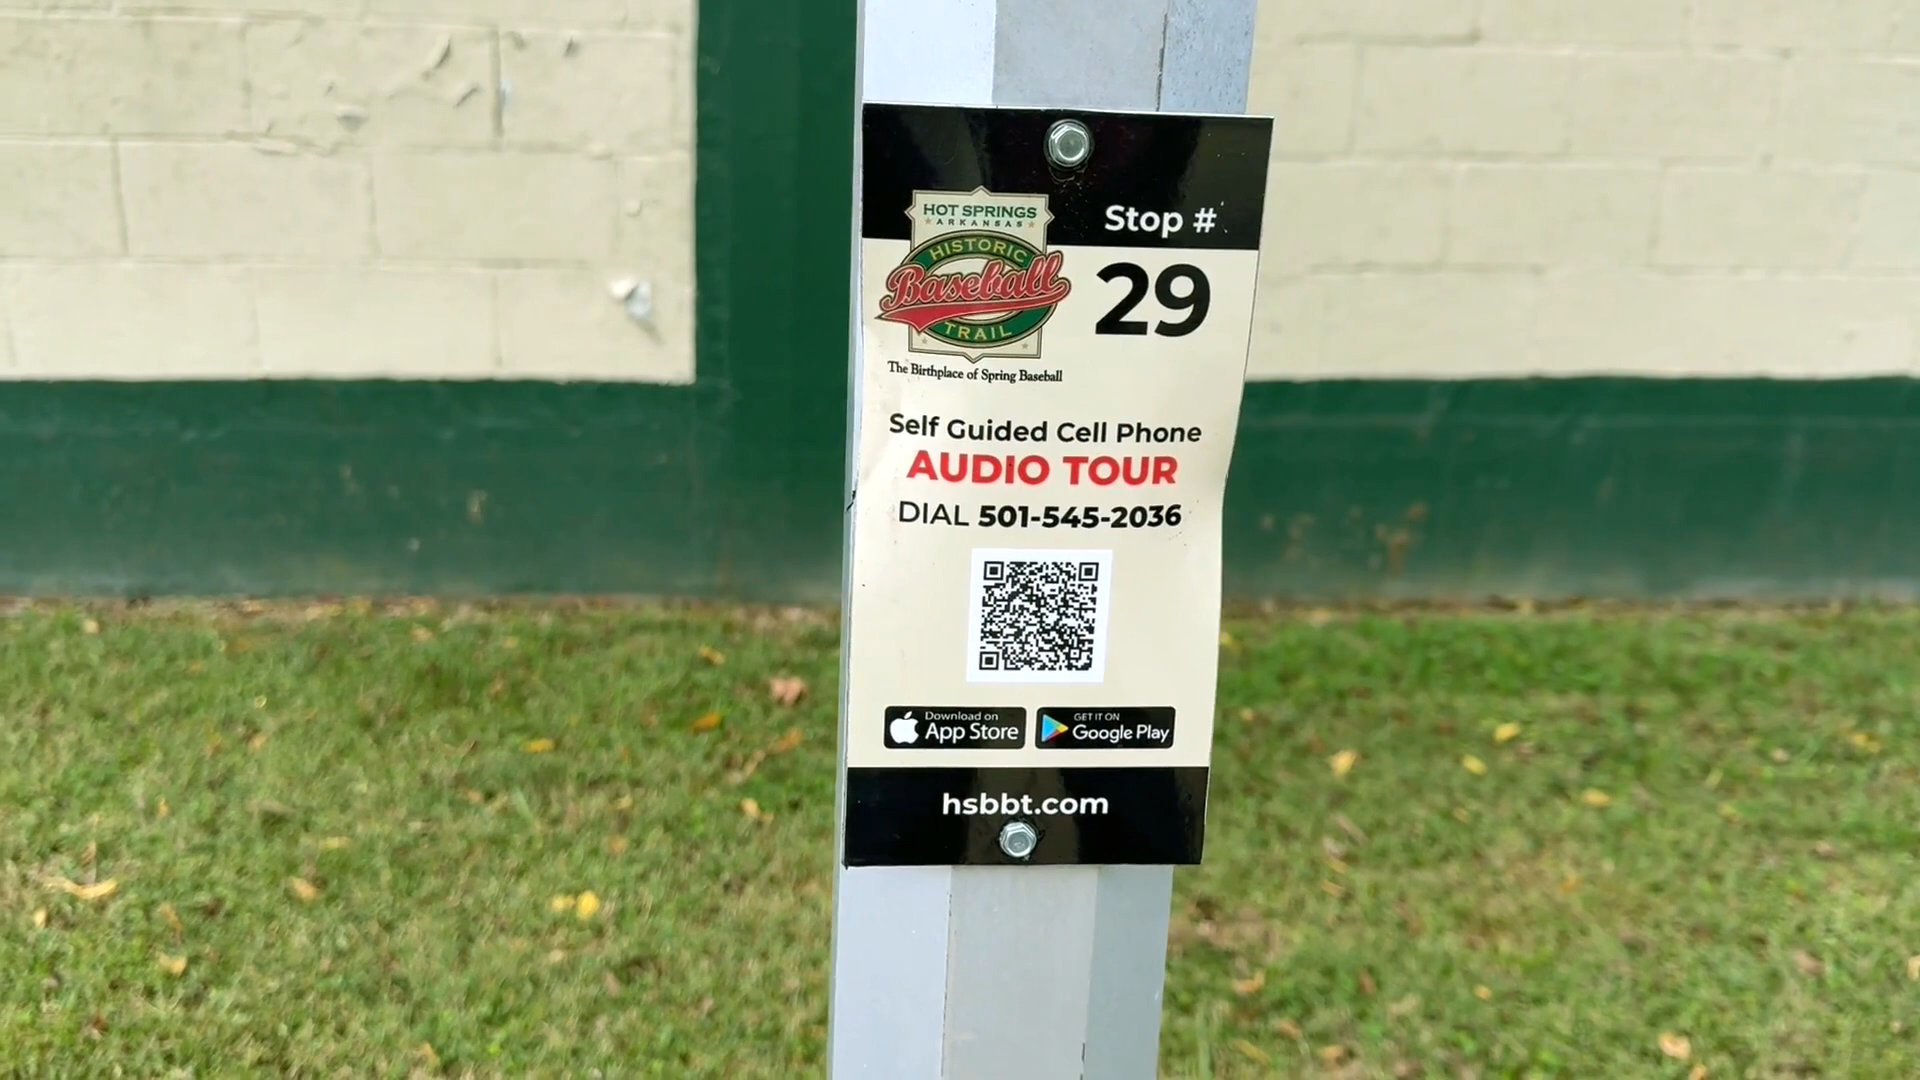 HOT SPRINGS
ARKANSAS
HISTORIC
Baseball
TRAIL
The Birthplace of Spring Baseball
Stop #
29
Self Guided Cell Phone
AUDIO TOUR
DIAL 501-545-2036
Download on
App Store
GET IT ON
Google Play
hsbbt.com